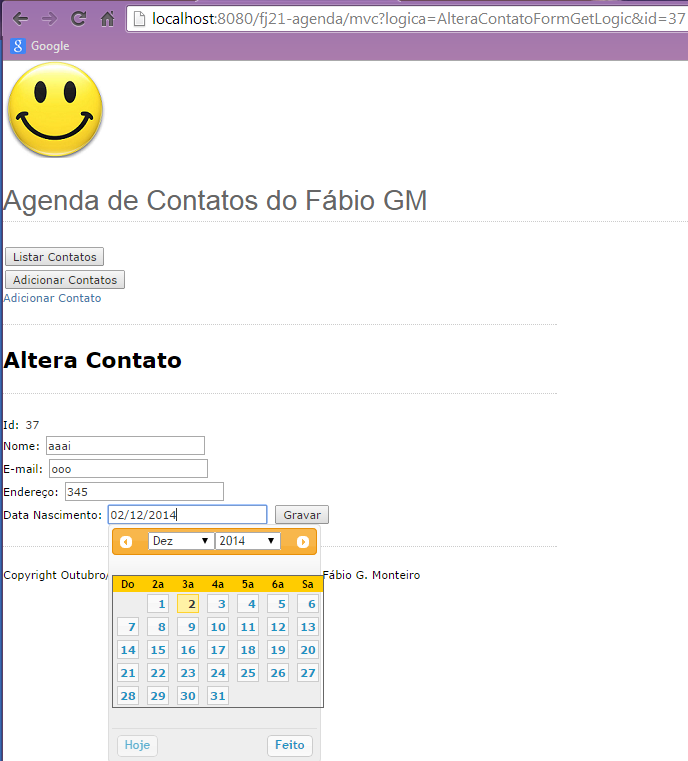 localhost:8080/fj21-agenda/mvc?logica=AlteraContatoFormGetLogic&id=37
8 Google
Agenda de Contatos do Fábio GM
Listar Contatos
Adicionar Contatos
Adicionar Contato
Altera Contato
Id: 37
Nome: aaai
E-mail: ooo
Endereço: 345
Data Nascimento: 02/12/2014 Gravar
Dez 2014
Copyright Outubro/ Fábio G. Monteiro
Do 2a 3a 4a 5a 6a Sa
1 2 3 4 5 6
7 8 9 10 11 12 13
14 15 16 17 18 19 20
21 22 23 24 25 26 27
28 29 30 31
Hoje Feito